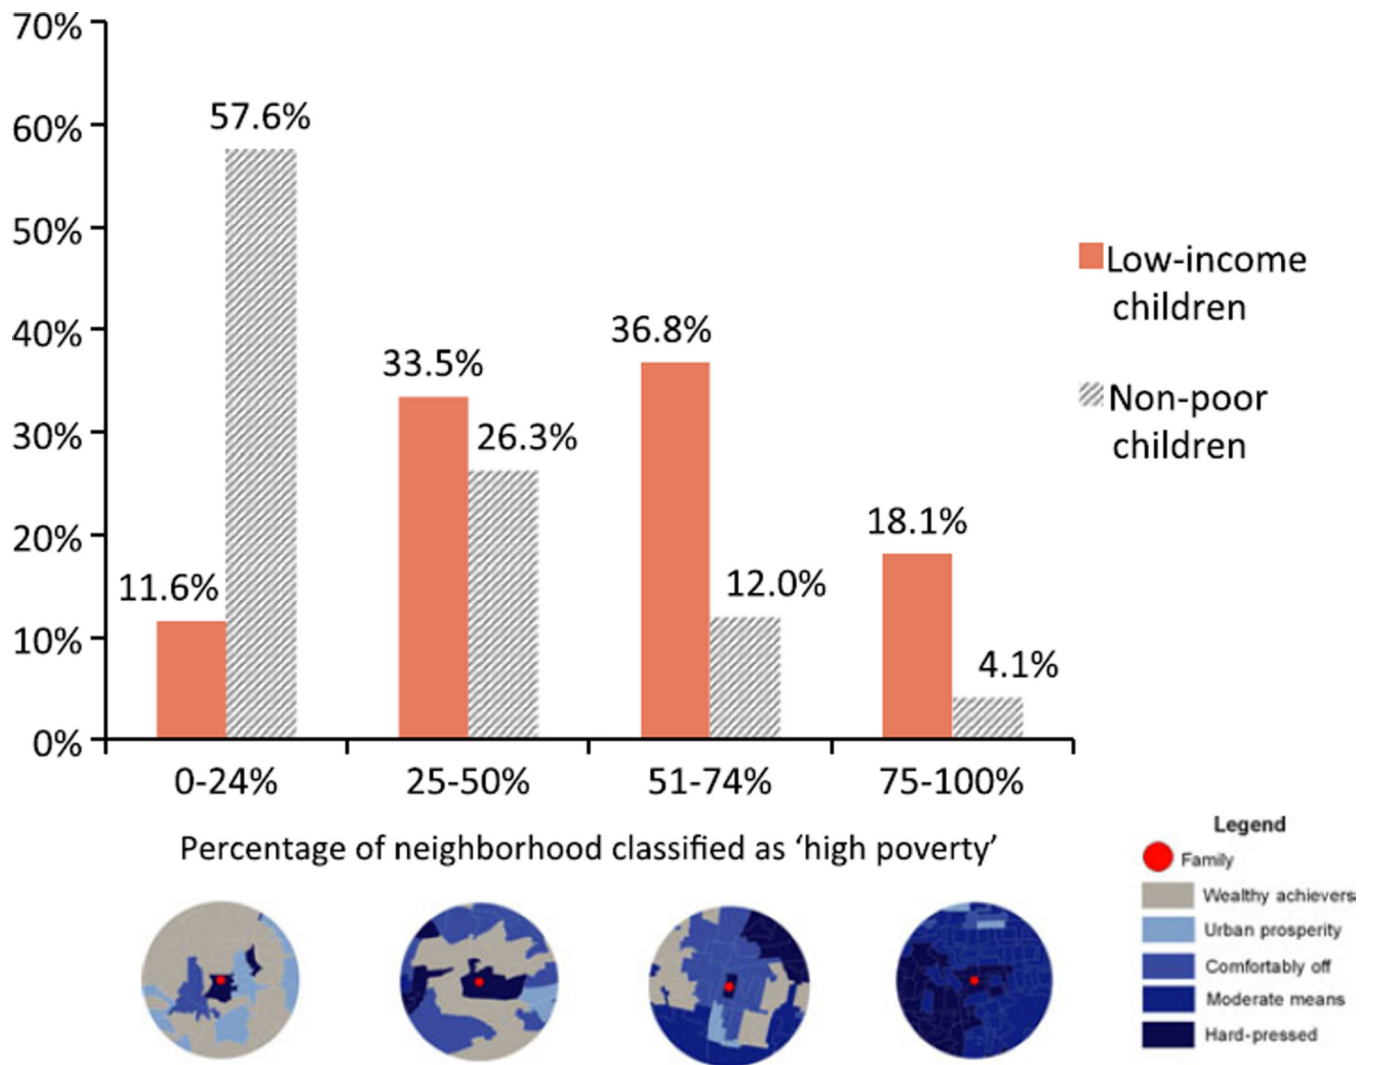 70%
60%
50%
40%
30%
20%
10%
0%
57.6%
11.6%
33.5%
26.3%
36.8%
12.0%
18.1%
4.1%
Low-income
children
Non-poor
children
0-24%
25-50%
51-74%
75-100%
Percentage of neighborhood classified as ‘high poverty’
Legend
Family
Wealthy achievers
Urban prosperity
Comfortably off
Moderate means
Hard-pressed